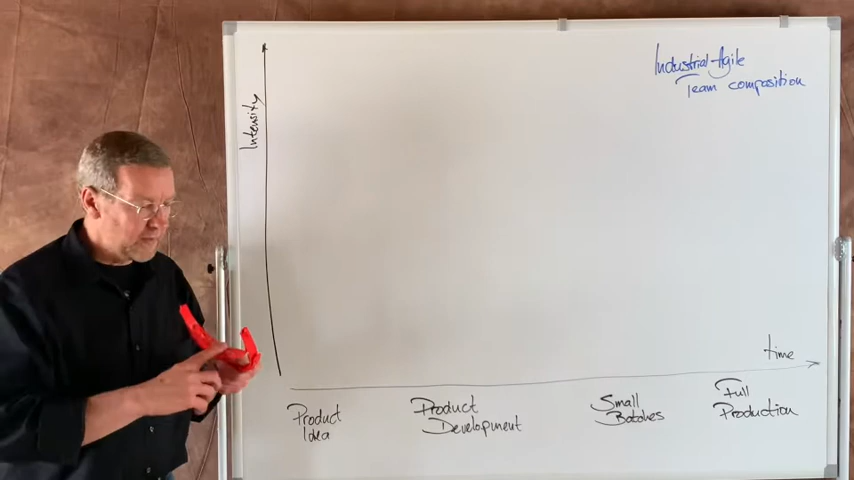 Industrial-Agile
Team composition
Intensity
time
Product
Idea
Product
Development
Small
Batches
Full
Production